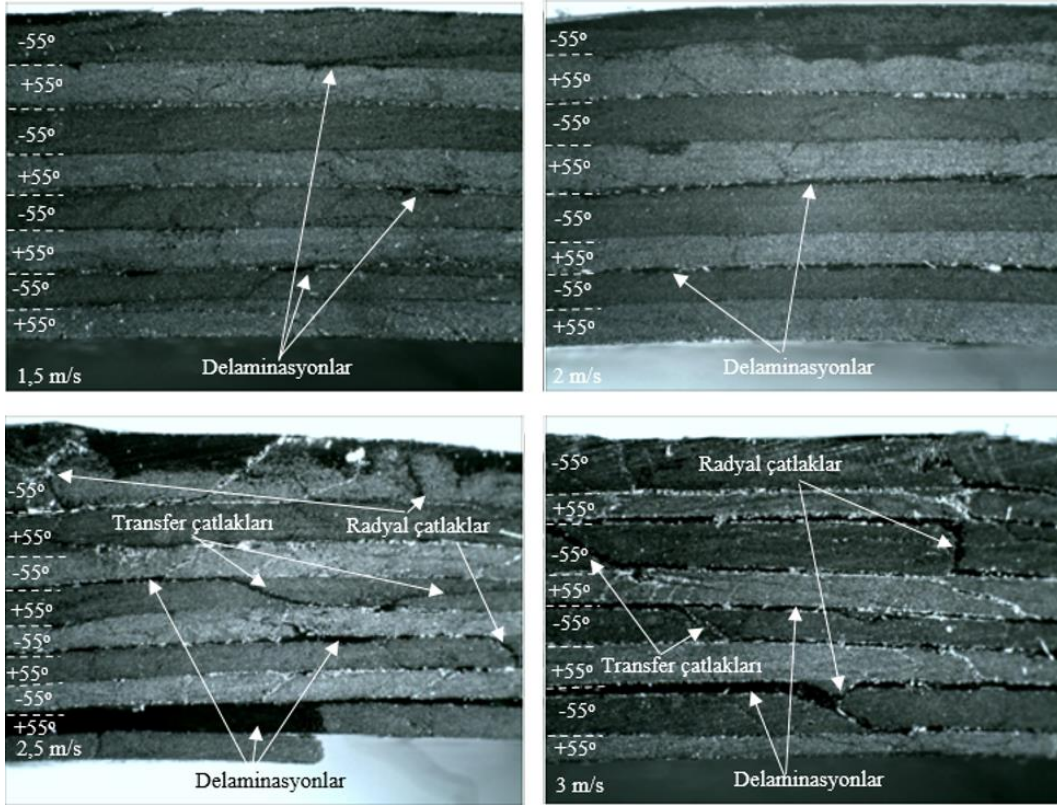 -55º
+55º
-55º
+55º
-55º
+55º
-55º
+55º
Delaminasyonlar
1,5 m/s
-55º
+55º
-55º
+55º
-55º
+55º
-55º
+55º
Delaminasyonlar
2 m/s
-55º
+55º
Transfer çatlakları
Radyal çatlaklar
-55º
+55º
-55º
+55º
-55º
+55º
2,5 m/s
Delaminasyonlar
Radyal çatlaklar
-55º
+55º
-55º
+55º
-55º
Transfer çatlakları
+55º
-55º
+55º
Delaminasyonlar
3 m/s